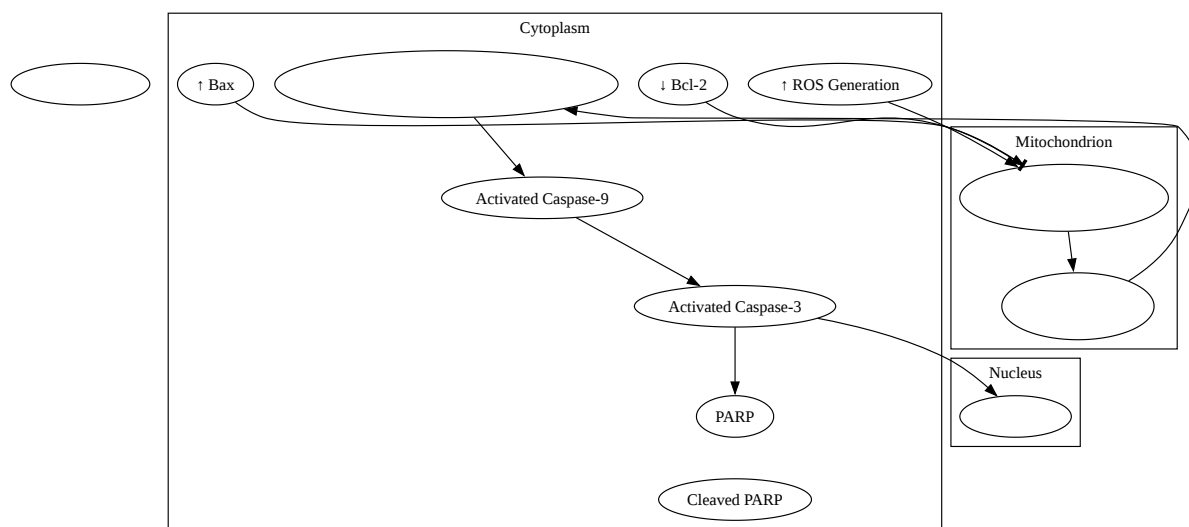 Cytoplasm
↑ Bax
↓ Bcl-2
↑ ROS Generation
Mitochondrion
Activated Caspase-9
Activated Caspase-3
Nucleus
PARP
Cleaved PARP